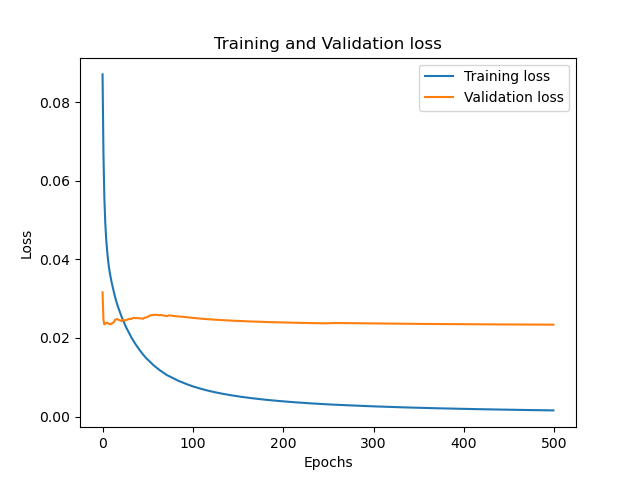 Training and Validation loss
Training loss
Validation loss
0.08
0.06
0.04
0.02
0.00
Loss
0
100
200
300
400
500
Epochs